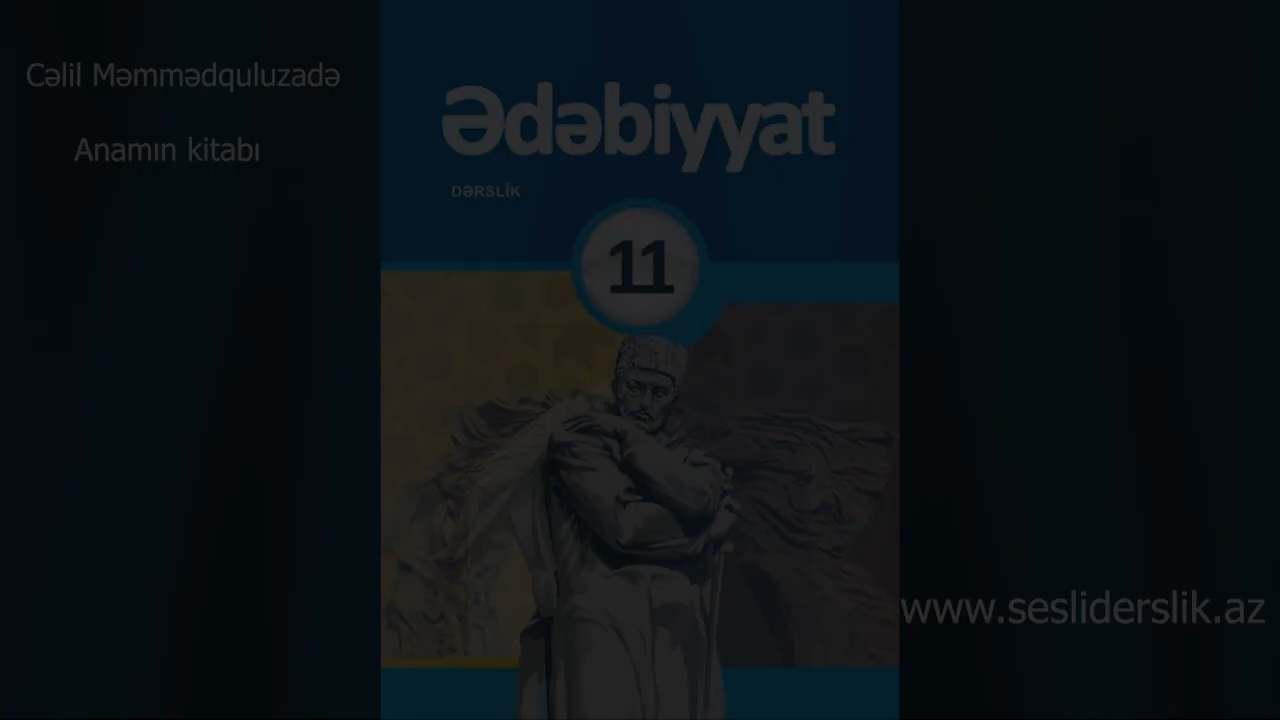 Cəlil Məmmədquluzadə
Anamın kitabı
Ədəbiyyat
DƏRSLİK
11
www.sesliderslik.az